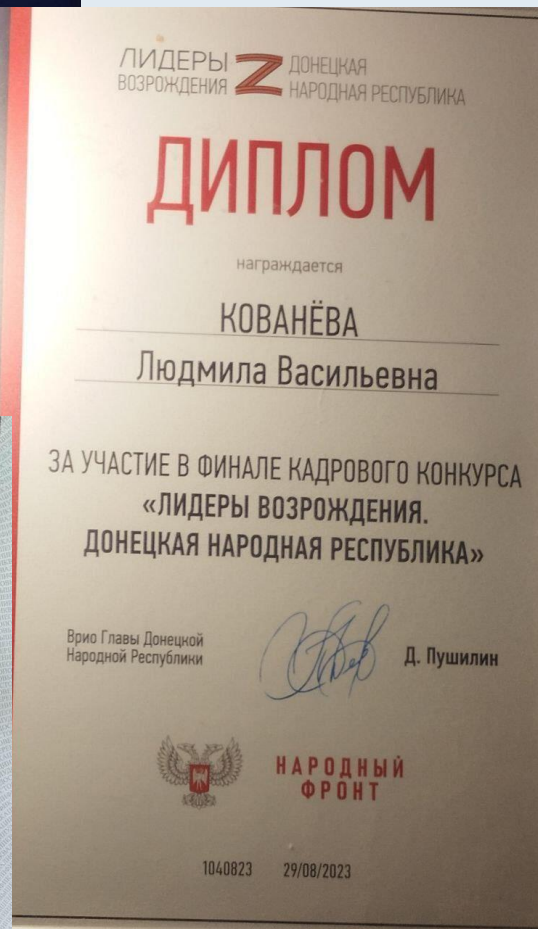 ЛИДЕРЫ
ВОЗРОЖДЕНИЯ
Z
ДОНЕЦКАЯ
НАРОДНАЯ РЕСПУБЛИКА
ДИПЛОМ
награждается
КОВАНЁВА
Людмила Васильевна
ЗА УЧАСТИЕ В ФИНАЛЕ КАДРОВОГО КОНКУРСА
«ЛИДЕРЫ ВОЗРОЖДЕНИЯ.
ДОНЕЦКАЯ НАРОДНАЯ РЕСПУБЛИКА»
Врио Главы Донецкой
Народной Республики
Д. Пушилин
НАРОДНЫЙ
ФРОНТ
1040823 29/08/2023